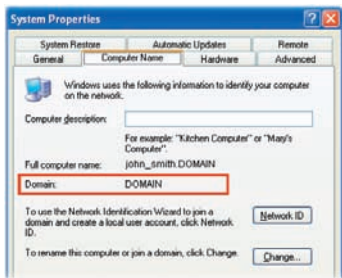 System Properties
System Restore Automatic Updates Remote
General Computer Name Hardware Advanced
Windows uses the following information to identify your computer
on the network.
Computer description:
For example: "Kitchen Computer" or "Mary's
Computer".
Full computer name: john_smith.DOMAIN
Domain: DOMAIN
To use the Network Identification Wizard to join a
domain and create a local user account, click Network
ID.
Network ID
To rename this computer or join a domain, click Change.
Change...